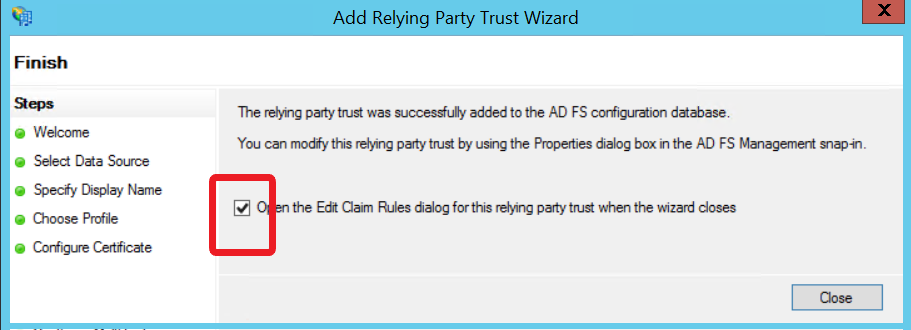 Add Relying Party Trust Wizard
X
Finish
Steps
Welcome
Select Data Source
Specify Display Name
Choose Profile
Configure Certificate
The relying party trust was successfully added to the AD FS configuration database.
You can modify this relying party trust by using the Properties dialog box in the AD FS Management snap-in.
Open the Edit Claim Rules dialog for this relying party trust when the wizard closes
Close